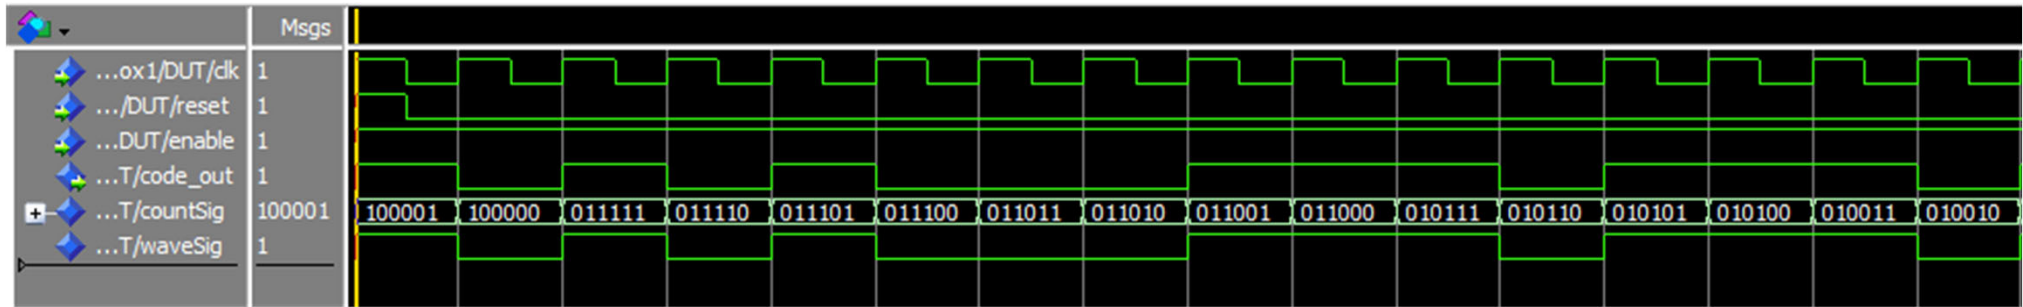 Msgs
...ox1/DUT/clk 1
.../DUT/reset 1
...DUT/enable 1
...T/code_out 1
...T/countSig 100001 100001 100000 011111 011110 011101 011100 011011 011010 011001 011000 010111 010110 010101 010100 010011 010010
...T/waveSig 1